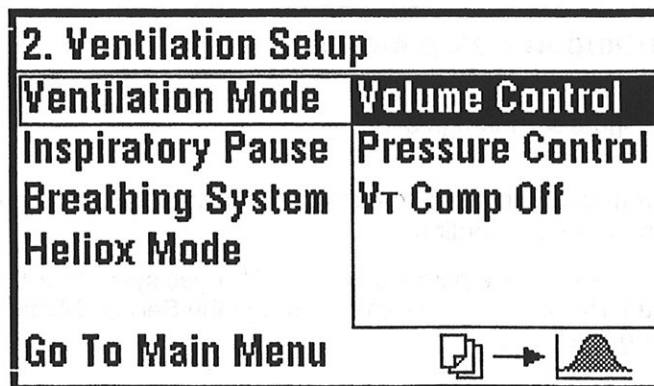 2. Ventilation Setup
Ventilation Mode Volume Control
Inspiratory Pause Pressure Control
Breathing System VT Comp Off
Heliox Mode
Go To Main Menu